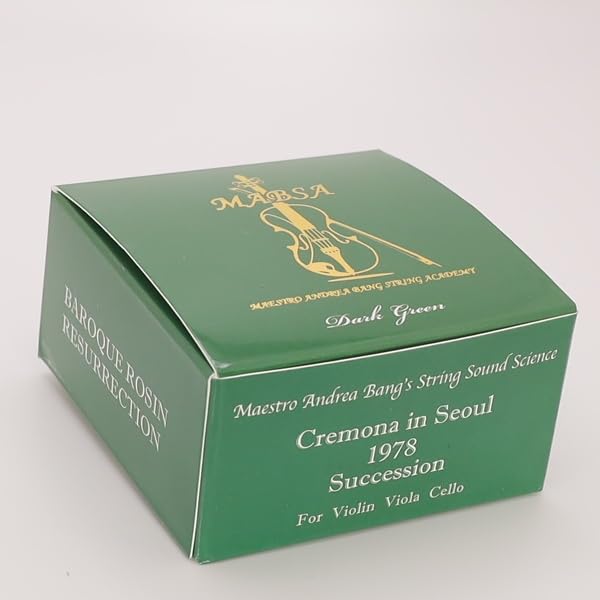 MABSA
MAESTRO ANDREA BANG STRING ACADEMY
Dark Green
BAROQUE ROSIN
RESURRECTION
Maestro Andrea Bang's String Sound Science
Cremona in Seoul
1978
Succession
For Violin Viola Cello